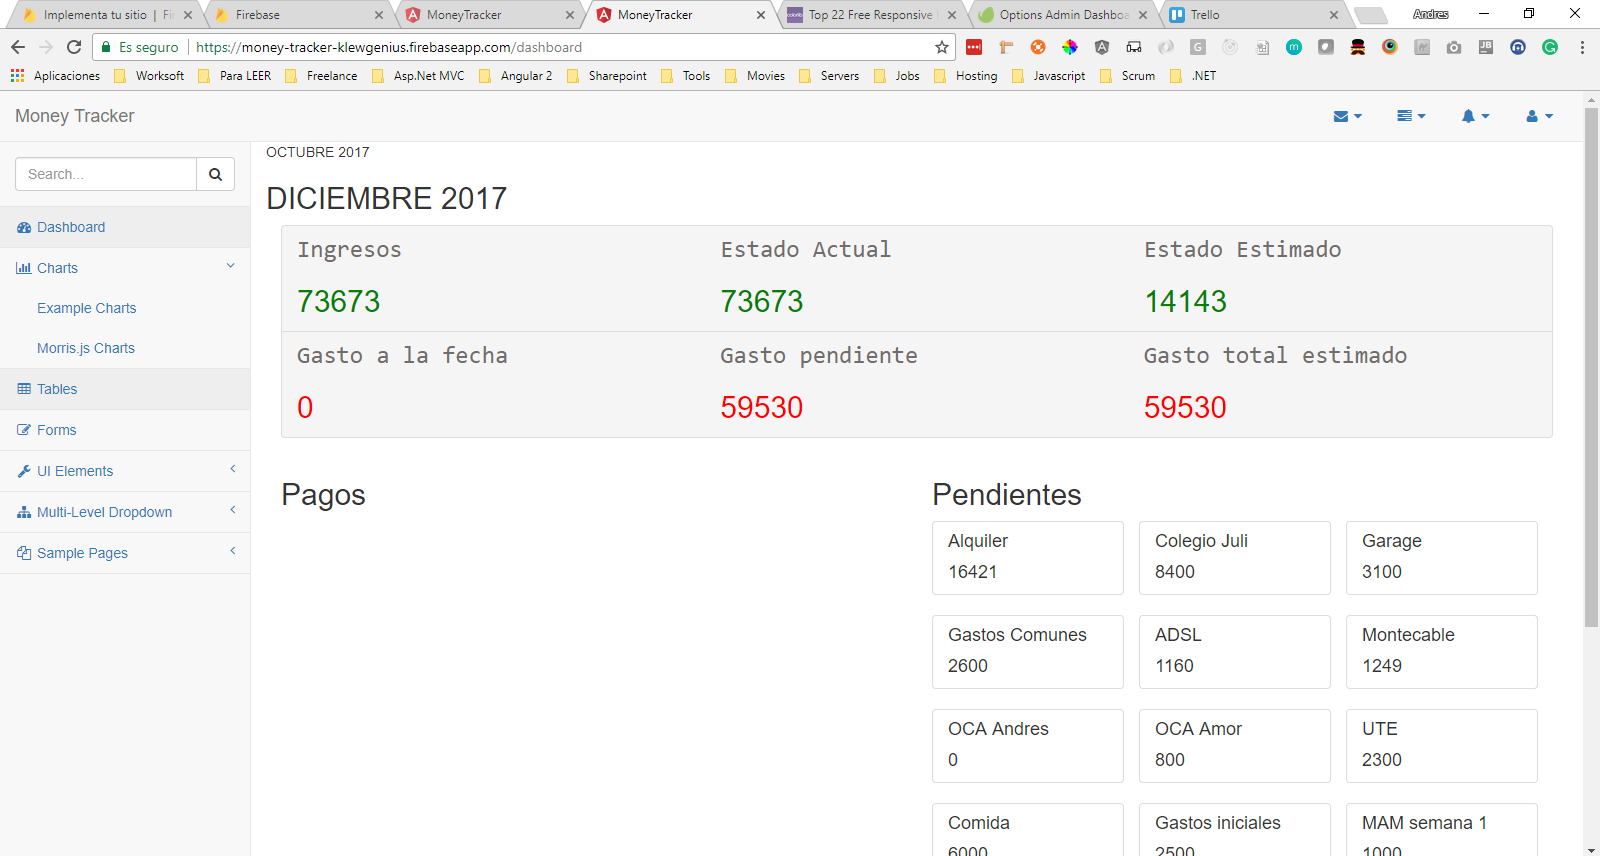 Implementa tu sitio | Fir
Firebase
MoneyTracker
MoneyTracker
Top 22 Free Responsive
Options Admin Dashboa
Trello
Andres
Es seguro
https://money-tracker-klewgenius.firebaseapp.com/dashboard
Aplicaciones
Worksoft
Para LEER
Freelance
Asp.Net MVC
Angular 2
Sharepoint
Tools
Movies
Servers
Jobs
Hosting
Javascript
Scrum
.NET
Money Tracker
Search...
Dashboard
Charts
Example Charts
Morris.js Charts
Tables
Forms
UI Elements
Multi-Level Dropdown
Sample Pages
OCTUBRE 2017
DICIEMBRE 2017
Ingresos
73673
Estado Actual
73673
Estado Estimado
14143
Gasto a la fecha
0
Gasto pendiente
59530
Gasto total estimado
59530
Pagos
Pendientes
Alquiler
16421
Colegio Juli
8400
Garage
3100
Gastos Comunes
2600
ADSL
1160
Montecable
1249
OCA Andres
0
OCA Amor
800
UTE
2300
Comida
6000
Gastos iniciales
2500
MAM semana 1
1000